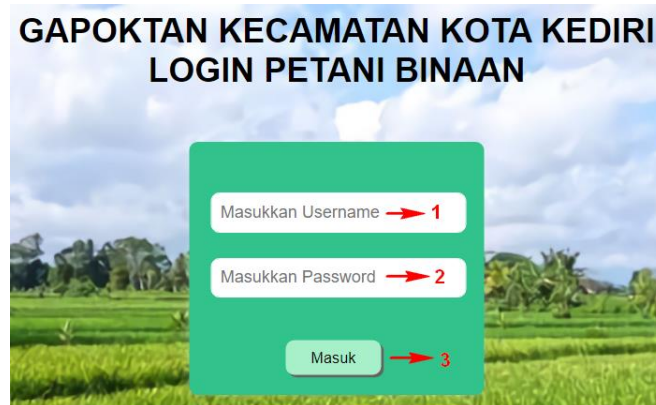 GAPOKTAN KECAMATAN KOTA KEDIRI
LOGIN PETANI BINAAN
Masukkan Username 1
Masukkan Password 2
Masuk 3